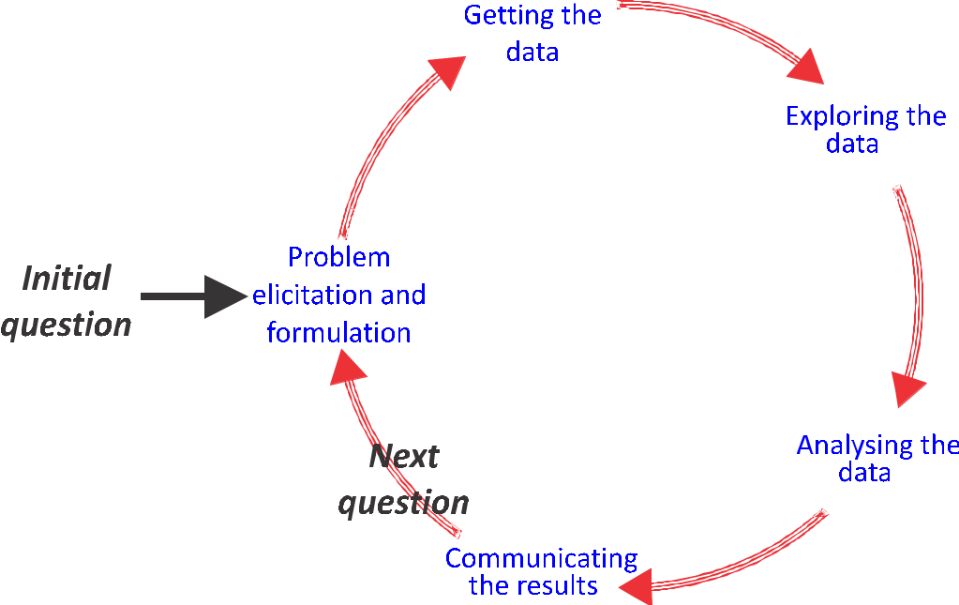 Getting the
data
Exploring the
data
Initial
question
Problem
elicitation and
formulation
Analysing the
data
Next
question
Communicating
the results